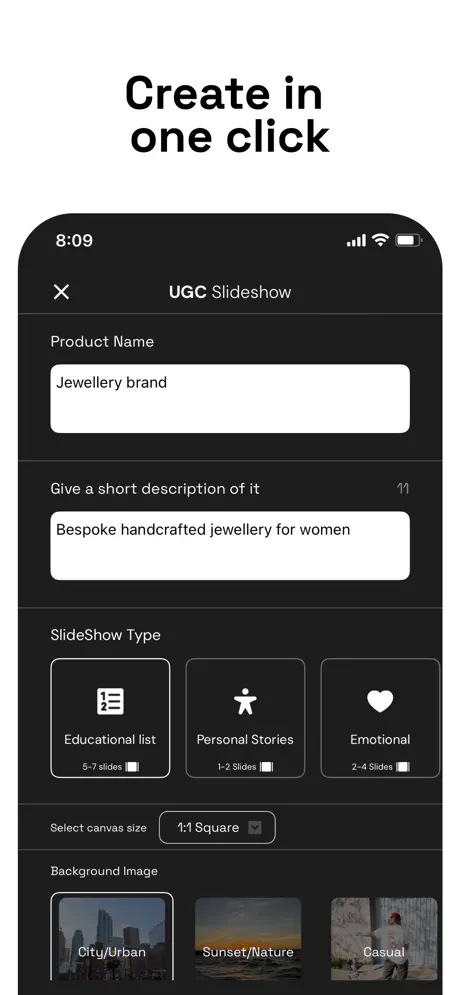 Create in
one click
8:09
UGC Slideshow
Product Name
Jewellery brand
Give a short description of it 11
Bespoke handcrafted jewellery for women
SlideShow Type
1
2
Educational list Personal Stories Emotional
5-7 slides 1-2 Slides 2-4 Slides
Select canvas size 1:1 Square
Background Image
City/Urban Sunset/Nature Casual